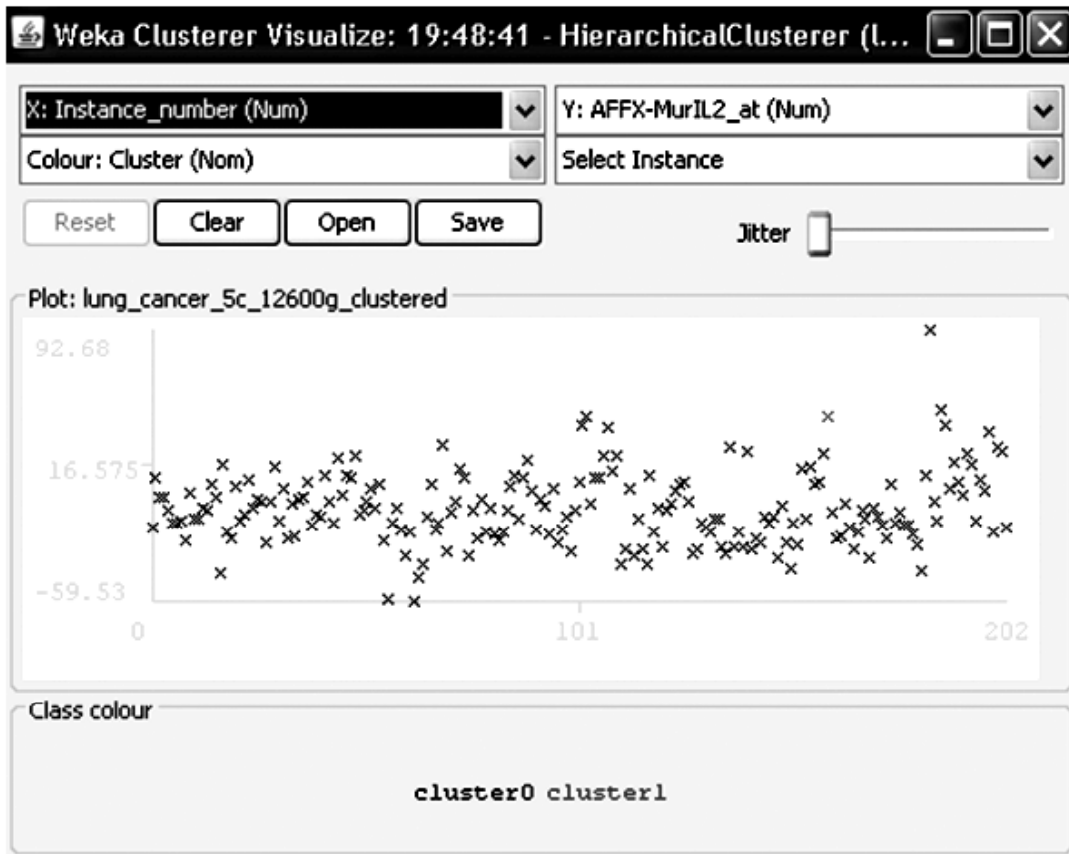 Weka Clusterer Visualize: 19:48:41 - HierarchicalClusterer (l...
X: Instance_number (Num) Y: AFFX-MurIL2_at (Num)
Colour: Cluster (Nom) Select Instance
Reset Clear Open Save Jitter
Plot: lung_cancer_5c_12600g_clustered
92.68
16.575
-59.53
0 101 202
Class colour
cluster0 cluster1